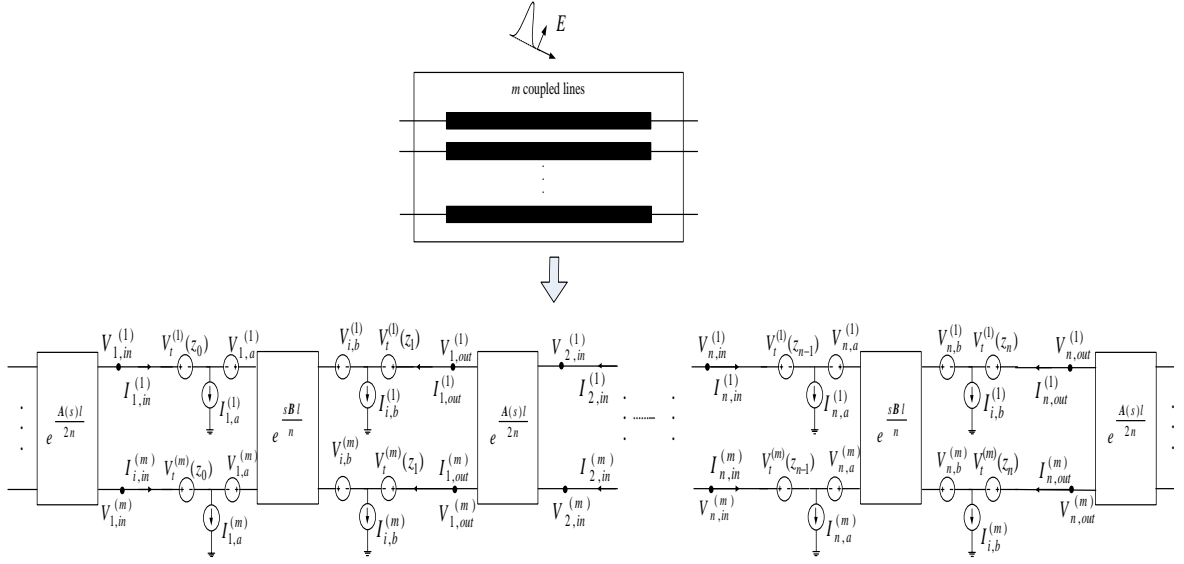 E
m coupled lines
V_{1,in}^{(1)} V_t^{(1)}(z_0) V_{1,a}^{(1)} V_{i,b}^{(1)} V_t^{(1)}(z_1) V_{1,out}^{(1)} V_{2,in}^{(1)} V_{n,in}^{(1)} V_t^{(1)}(z_{n-1}) V_{n,a}^{(1)} V_{n,b}^{(1)} V_t^{(1)}(z_n) V_{n,out}^{(1)}
I_{1,in}^{(1)} I_{1,a}^{(1)} I_{i,b}^{(1)} I_{1,out}^{(1)} I_{2,in}^{(1)} I_{n,in}^{(1)} I_{n,a}^{(1)} I_{i,b}^{(1)} I_{n,out}^{(1)}
e^{\frac{A(s)l}{2n}} e^{\frac{sBl}{n}} e^{\frac{A(s)l}{2n}} e^{\frac{sBl}{n}} e^{\frac{A(s)l}{2n}}
I_{i,in}^{(m)} V_t^{(m)}(z_0) V_{1,a}^{(m)} V_{i,b}^{(m)} V_t^{(m)}(z_1) I_{1,out}^{(m)} I_{2,in}^{(m)} I_{n,in}^{(m)} V_t^{(m)}(z_{n-1}) V_{n,a}^{(m)} V_{n,b}^{(m)} V_t^{(m)}(z_n) I_{n,out}^{(m)}
V_{1,in}^{(m)} I_{1,a}^{(m)} I_{i,b}^{(m)} V_{1,out}^{(m)} V_{2,in}^{(m)} V_{n,in}^{(m)} I_{n,a}^{(m)} I_{i,b}^{(m)} V_{n,out}^{(m)}